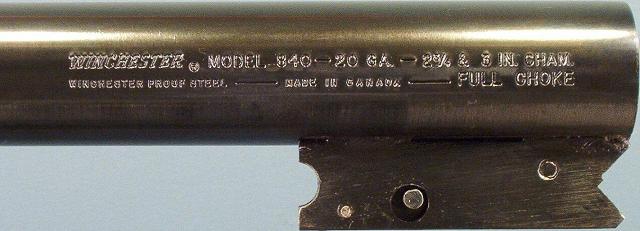 WINCHESTER ® MODEL 840 — 20 GA. — 2¾ & 3 IN. CHAM.
WINCHESTER PROOF STEEL — MADE IN CANADA — FULL CHOKE